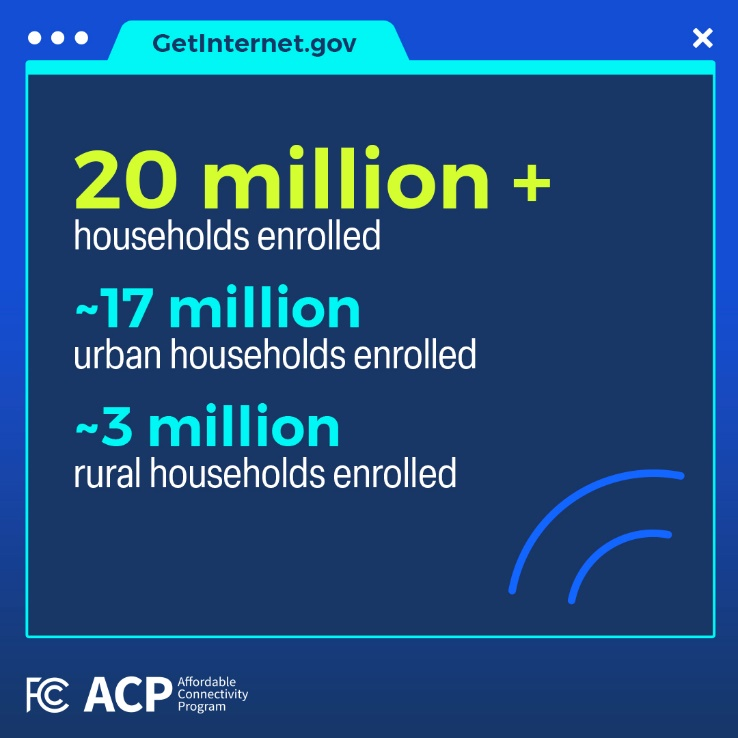 GetInternet.gov
20 million +
households enrolled
~17 million
urban households enrolled
~3 million
rural households enrolled
FCC ACP Affordable
Connectivity
Program